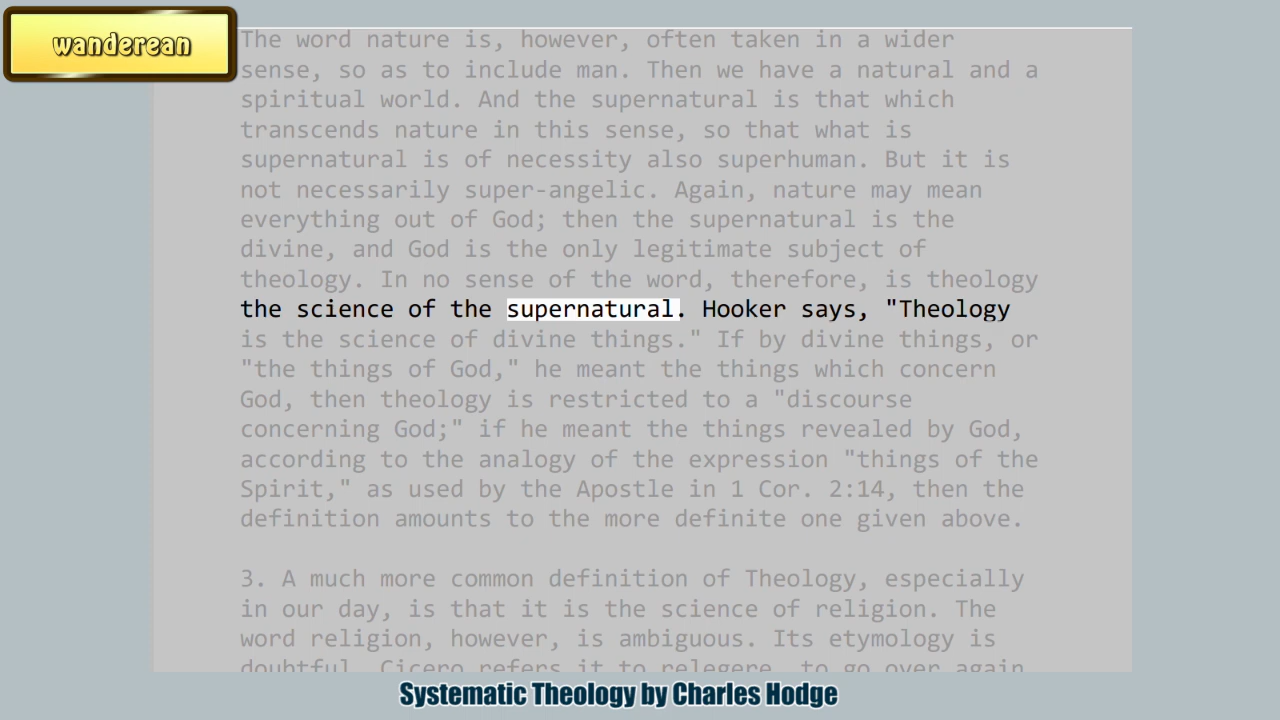 wanderean
The word nature is, however, often taken in a wider
sense, so as to include man. Then we have a natural and a
spiritual world. And the supernatural is that which
transcends nature in this sense, so that what is
supernatural is of necessity also superhuman. But it is
not necessarily super-angelic. Again, nature may mean
everything out of God; then the supernatural is the
divine, and God is the only legitimate subject of
theology. In no sense of the word, therefore, is theology
the science of the supernatural. Hooker says, "Theology
is the science of divine things." If by divine things, or
"the things of God," he meant the things which concern
God, then theology is restricted to a "discourse
concerning God;" if he meant the things revealed by God,
according to the analogy of the expression "things of the
Spirit," as used by the Apostle in 1 Cor. 2:14, then the
definition amounts to the more definite one given above.
3. A much more common definition of Theology, especially
in our day, is that it is the science of religion. The
word religion, however, is ambiguous. Its etymology is
doubtful. Cicero refers it to relegere, to go over again
Systematic Theology by Charles Hodge